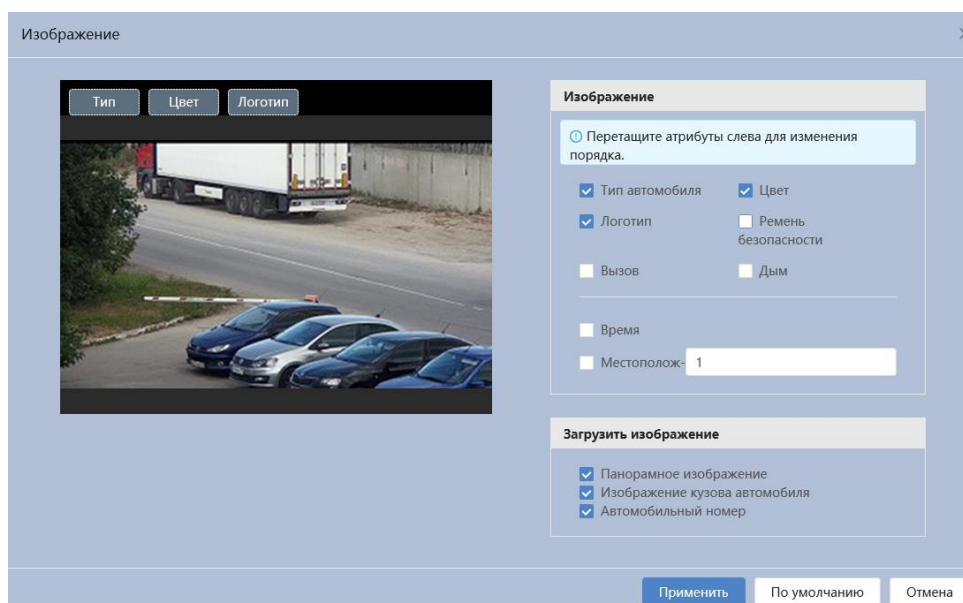 Изображение
Тип Цвет Логотип
Изображение
Перетащите атрибуты слева для изменения
порядка.
Тип автомобиля Цвет
Логотип Ремень
безопасности
Вызов Дым
Время
Местополож- 1
Загрузить изображение
Панорамное изображение
Изображение кузова автомобиля
Автомобильный номер
Применить По умолчанию Отмена